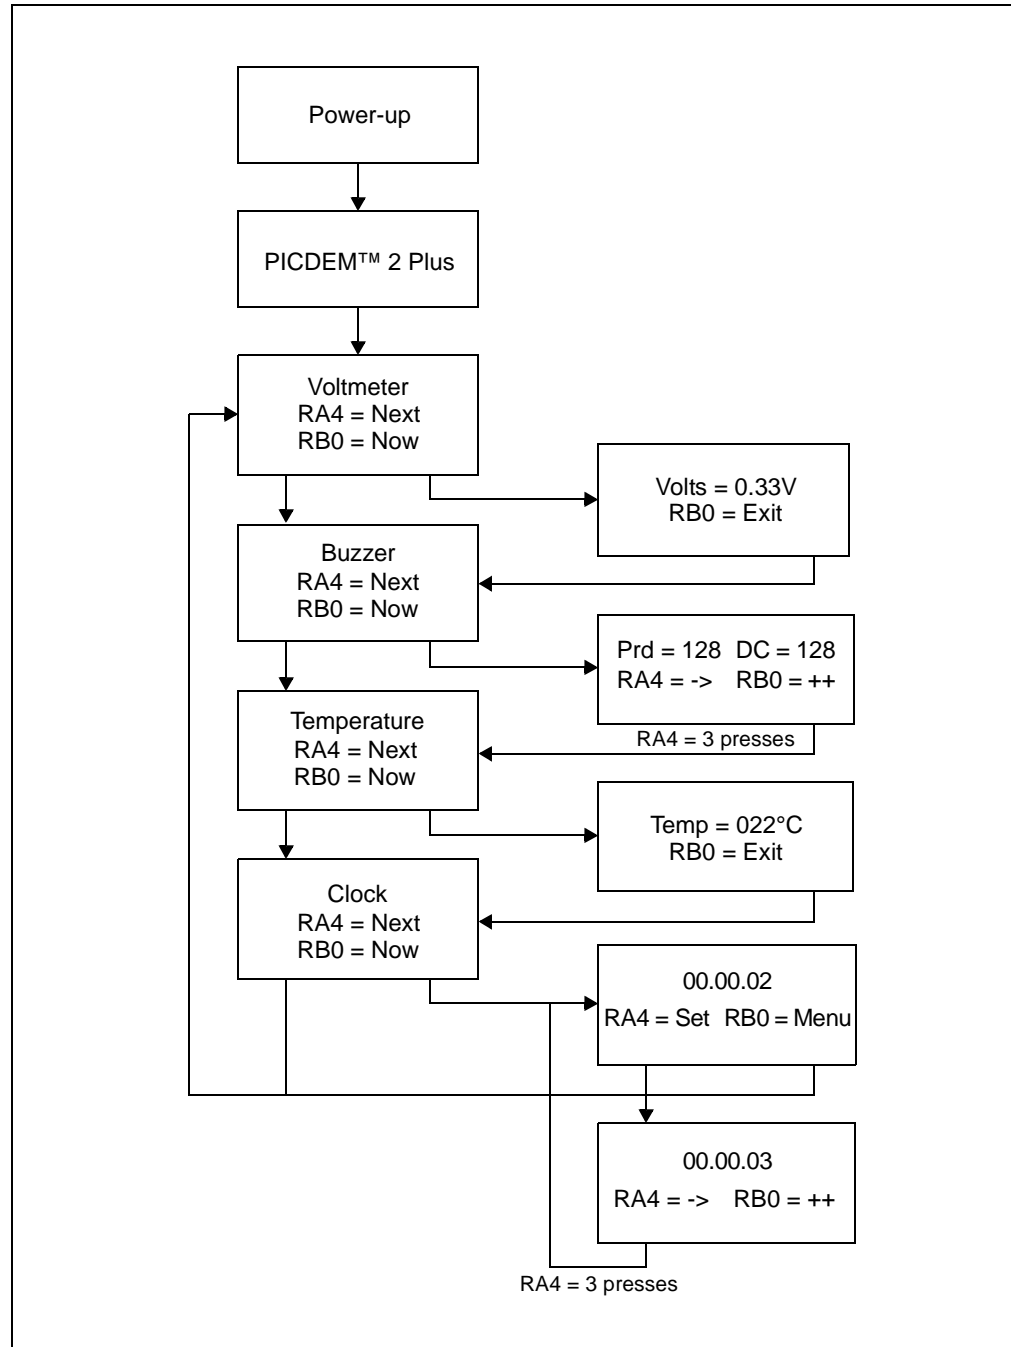 Power-up
PICDEM™ 2 Plus
Voltmeter
RA4 = Next
RB0 = Now
Volts = 0.33V
RB0 = Exit
Buzzer
RA4 = Next
RB0 = Now
Prd = 128 DC = 128
RA4 = -> RB0 = ++
RA4 = 3 presses
Temperature
RA4 = Next
RB0 = Now
Temp = 022°C
RB0 = Exit
Clock
RA4 = Next
RB0 = Now
00.00.02
RA4 = Set RB0 = Menu
00.00.03
RA4 = -> RB0 = ++
RA4 = 3 presses